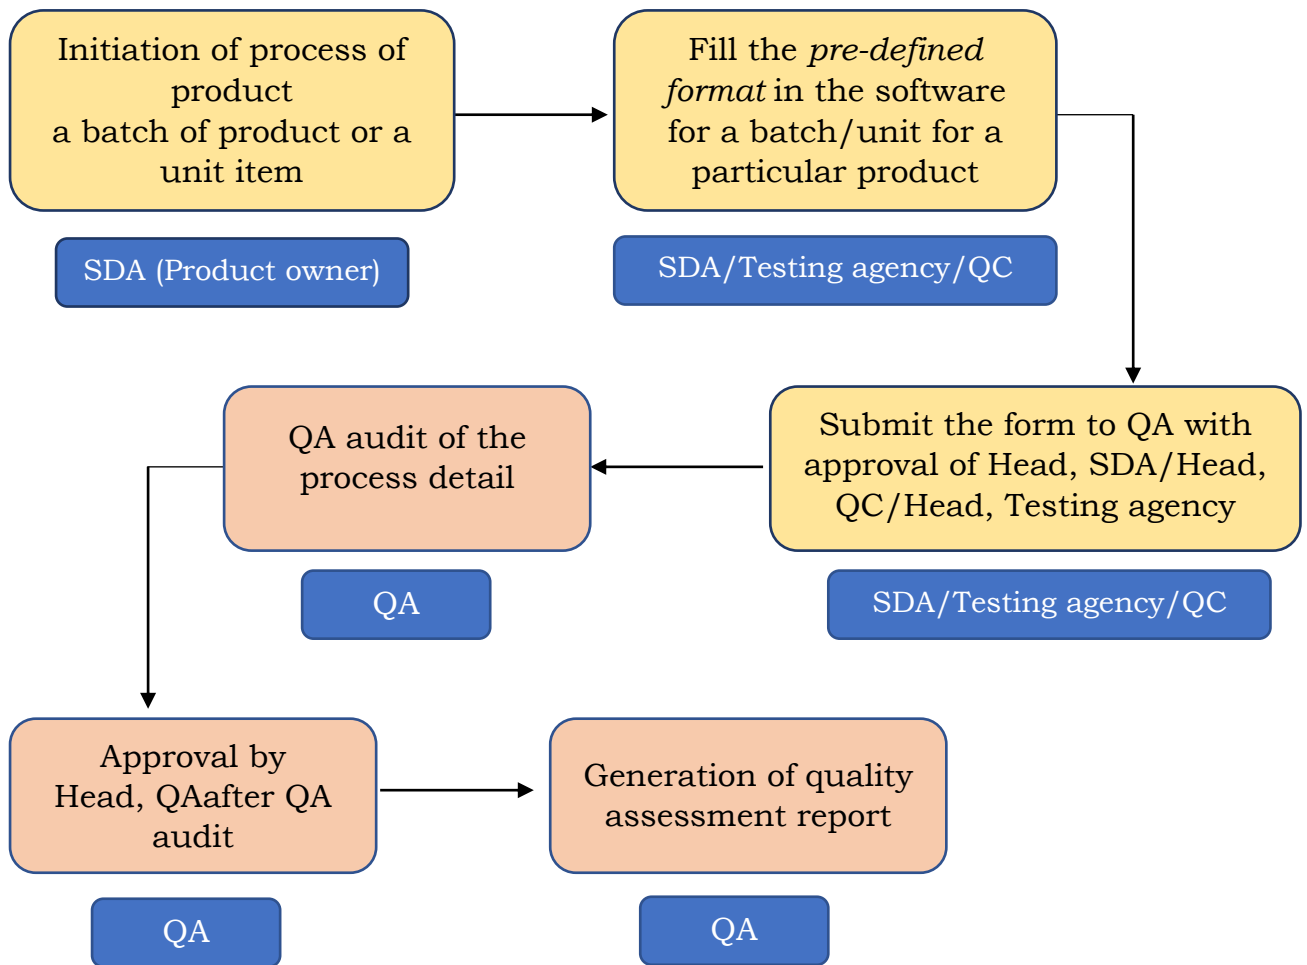 Initiation of process of
product
a batch of product or a
unit item
SDA (Product owner)
Fill the pre-defined
format in the software
for a batch/unit for a
particular product
SDA/Testing agency/QC
Submit the form to QA with
approval of Head, SDA/Head,
QC/Head, Testing agency
SDA/Testing agency/QC
QA audit of the
process detail
QA
Approval by
Head, QAafter QA
audit
QA
Generation of quality
assessment report
QA